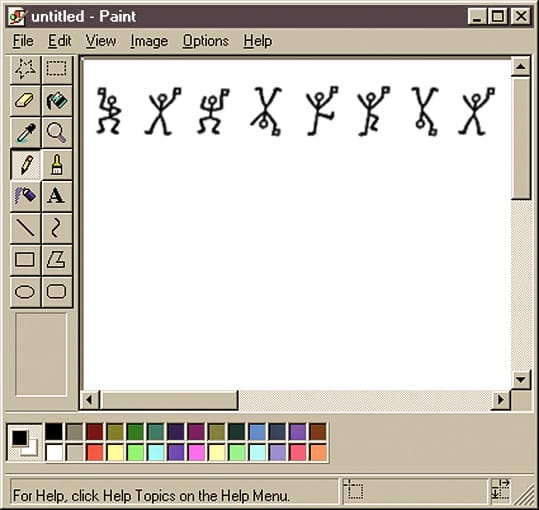 untitled - Paint
File Edit View Image Options Help
A
For Help, click Help Topics on the Help Menu.